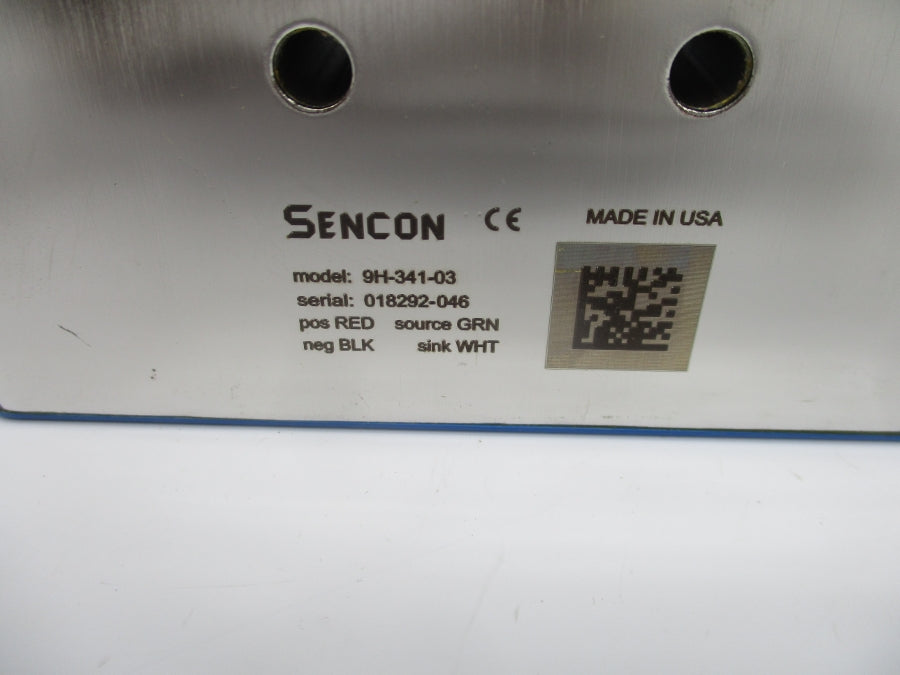 SENCON CE MADE IN USA
model: 9H-341-03
serial: 018292-046
pos RED source GRN
neg BLK sink WHT